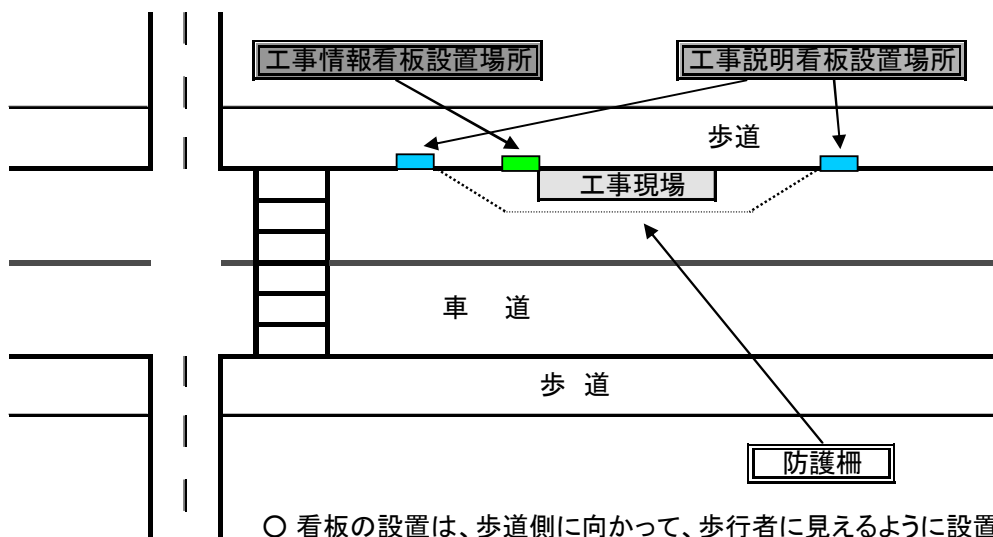 工事情報看板設置場所
工事説明看板設置場所
歩道
工事現場
車 道
歩 道
防護柵
○ 看板の設置は、歩道側に向かって、歩行者に見えるように設置